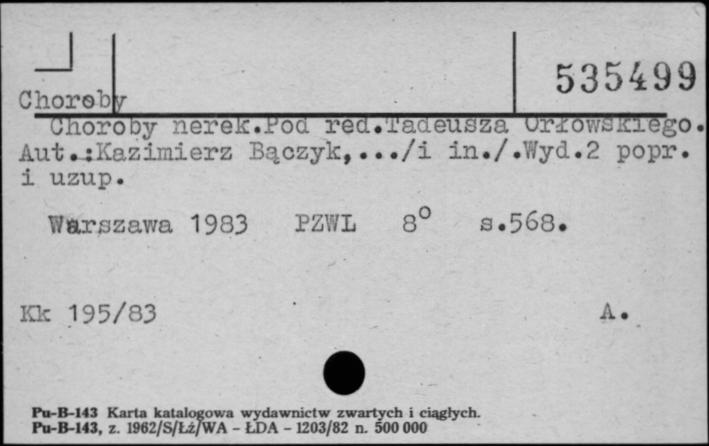 535499
Choroby
Choroby nerek.Pod red.Tadeusza Orłowskiego.
Aut.:Kazimierz Bączyk,.../i in./.Wyd.2 popr.
i uzup.
Warszawa 1983 PZWL 8° s.568.
Kk 195/83 A.
Pu-B-143 Karta katalogowa wydawnictw zwartych i ciągłych.
Pu-B-143, z. 1962/S/Łź/WA - ŁDA - 1203/82 n. 500 000